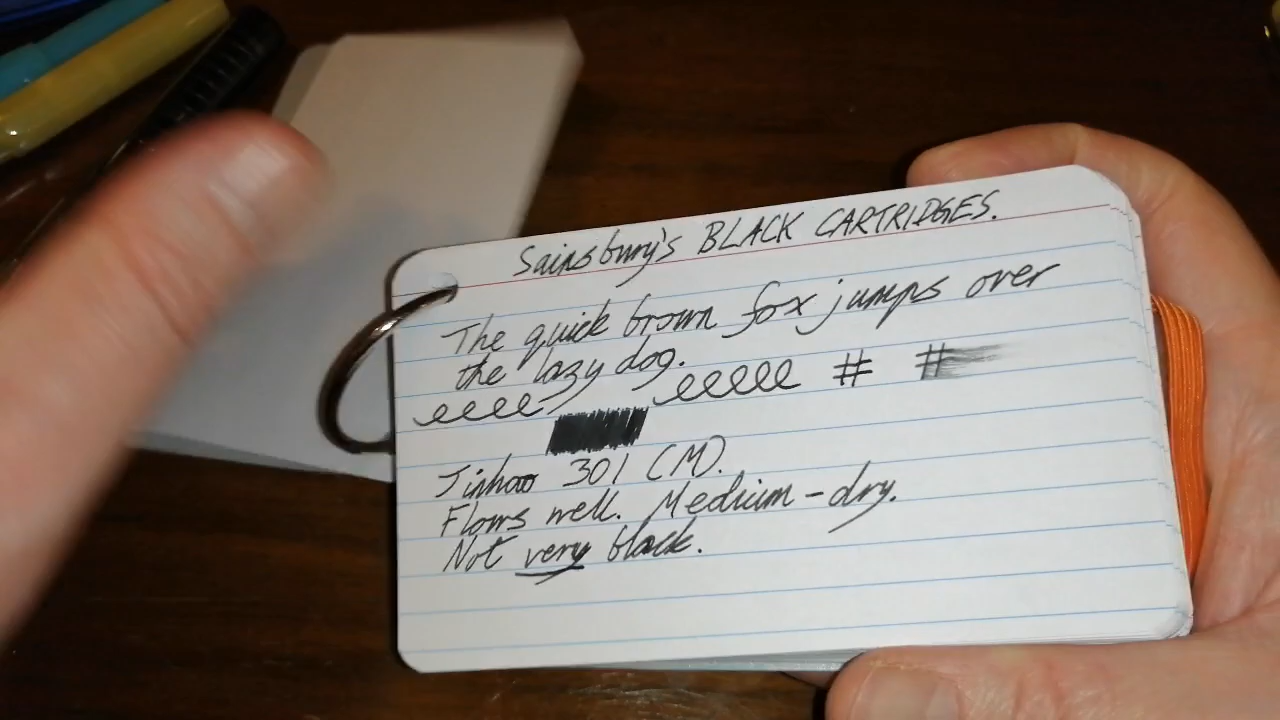 Sainsbury's BLACK CARTRIDGES.
The quick brown fox jumps over
the lazy dog.
eeee eeeee # #
Jinhao 301 (M).
Flows well. Medium-dry.
Not very black.